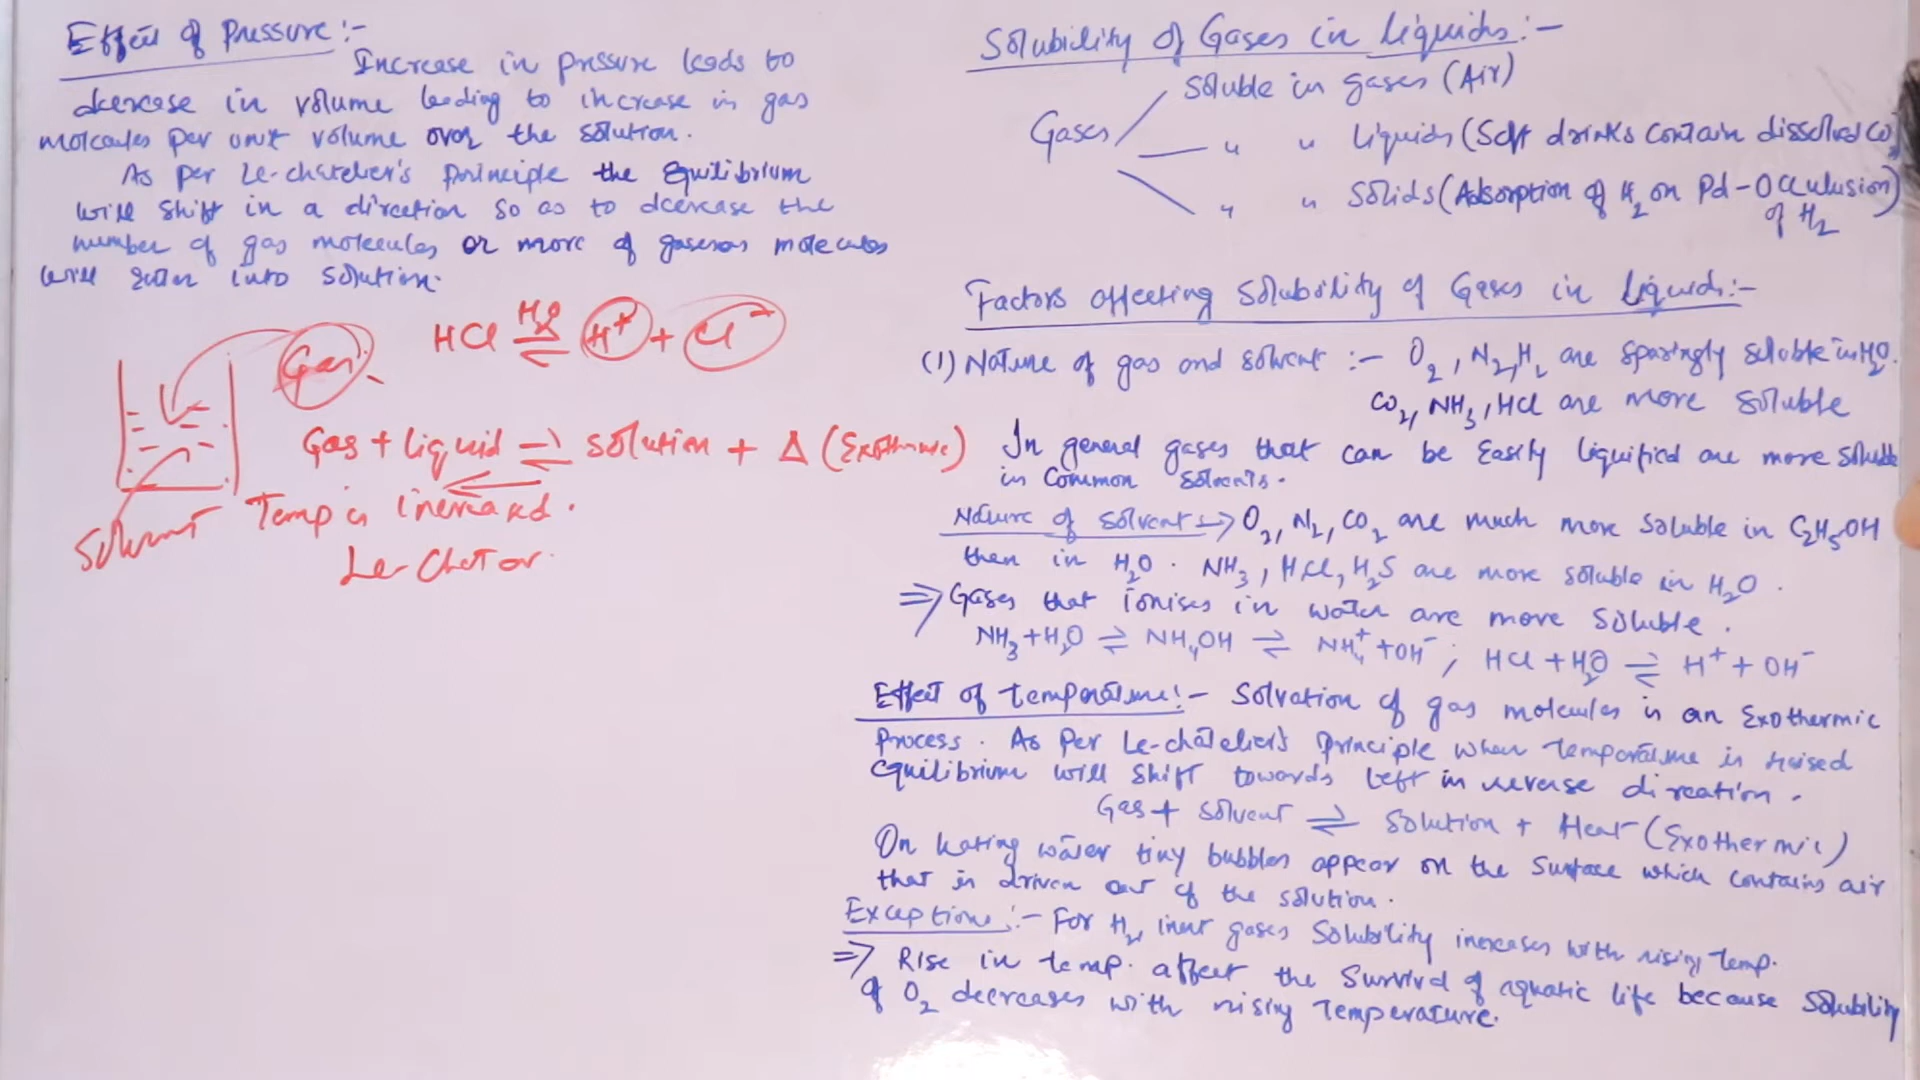 Effect of Pressure:-
Increase in pressure leads to
decrease in volume leading to increase in gas
molecules per unit volume over the solution.
As per Le-chatelier's principle the Equilibrium
will shift in a direction so as to decrease the
number of gas molecules or more of gaseous molecules
will enter into solution.
HCl ⇌ H⁺ + Cl⁻
H₂O
Gas
Gas + liquid ⇌ solution + Δ (Exothermic)
Solvent
Temp is increased.
Le-Chater
Solubility of Gases in Liquids:-
Gases
Soluble in gases (Air)
" " Liquids (Soft drinks contain dissolved CO₂)
" " Solids (Adsorption of H₂ on Pd - Occulusion
of H₂)
Factors affecting Solubility of Gases in liquids:-
(1) Nature of gas and solvent :- O₂, N₂, H₂ are sparingly soluble in H₂O.
CO₂, NH₃, HCl are more soluble
In general gases that can be Easily liquified are more soluble
in Common solvents.
Nature of solvent → O₂, N₂, CO₂ are much more soluble in C₂H₅OH
then in H₂O. NH₃, HCl, H₂S are more soluble in H₂O.
⇒ Gases that ionises in water are more soluble.
NH₃ + H₂O ⇌ NH₄OH ⇌ NH₄⁺ + OH⁻ ; HCl + H₂O ⇌ H⁺ + OH⁻
Effect of temperature:- Solvation of gas molecules is an Exothermic
Process. As Per Le-chatelier's Principle when temperature is raised
Equilibrium will shift towards left in reverse direction.
Gas + Solvent ⇌ Solution + Heat (Exothermic)
On heating water tiny bubbles appear on the surface which contains air
that is driven out of the solution.
Exceptions:- For H₂, inert gases Solubility increases with rising temp.
⇒ Rise in temp. affect the Survival of aquatic life because solubility
of O₂ decreases with rising temperature.